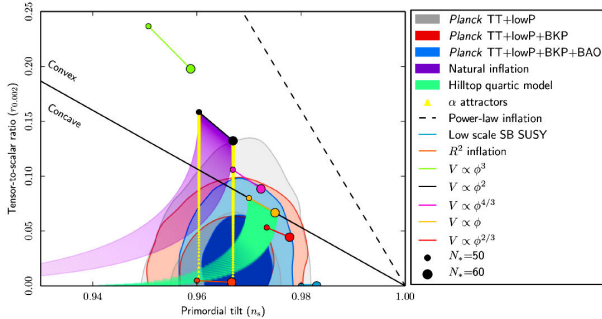 Tensor-to-scalar ratio (r0.002)
0.25
0.20
0.15
0.10
0.05
0.00
Convex
Concave
0.94
0.96
0.98
1.00
Primordial tilt (ns)
Planck TT+lowP
Planck TT+lowP+BKP
Planck TT+lowP+BKP+BAO
Natural inflation
Hilltop quartic model
α attractors
Power-law inflation
Low scale SB SUSY
R² inflation
V ∝ ϕ³
V ∝ ϕ²
V ∝ ϕ^4/3
V ∝ ϕ
V ∝ ϕ^2/3
N*=50
N*=60